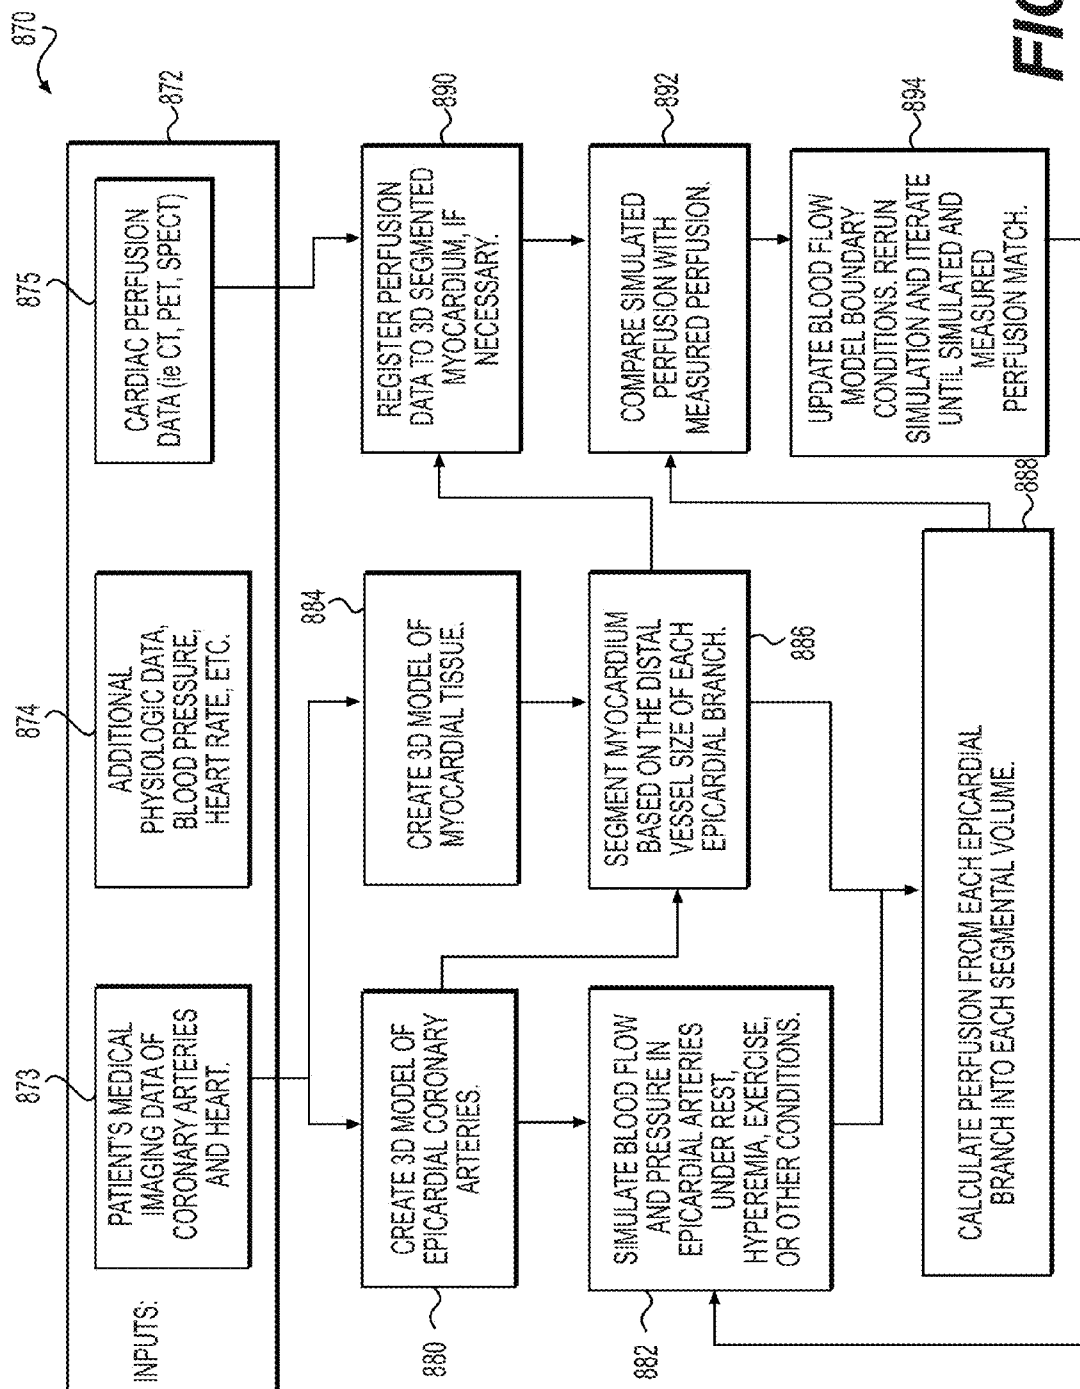 870
872
INPUTS:
873
PATIENT'S MEDICAL
IMAGING DATA OF
CORONARY ARTERIES
AND HEART.
874
ADDITIONAL
PHYSIOLOGIC DATA,
BLOOD PRESSURE,
HEART RATE, ETC.
875
CARDIAC PERFUSION
DATA (ie CT, PET, SPECT)
880
CREATE 3D MODEL OF
EPICARDIAL CORONARY
ARTERIES.
884
CREATE 3D MODEL OF
MYOCARDIAL TISSUE.
890
REGISTER PERFUSION
DATA TO 3D SEGMENTED
MYOCARDIUM, IF
NECESSARY.
882
SIMULATE BLOOD FLOW
AND PRESSURE IN
EPICARDIAL ARTERIES
UNDER REST,
HYPEREMIA, EXERCISE,
OR OTHER CONDITIONS.
SEGMENT MYOCARDIUM
BASED ON THE DISTAL
VESSEL SIZE OF EACH
EPICARDIAL BRANCH.
886
892
COMPARE SIMULATED
PERFUSION WITH
MEASURED PERFUSION.
894
UPDATE BLOOD FLOW
MODEL BOUNDARY
CONDITIONS. RERUN
SIMULATION AND ITERATE
UNTIL SIMULATED AND
MEASURED
PERFUSION MATCH.
888
CALCULATE PERFUSION FROM EACH EPICARDIAL
BRANCH INTO EACH SEGMENTAL VOLUME.